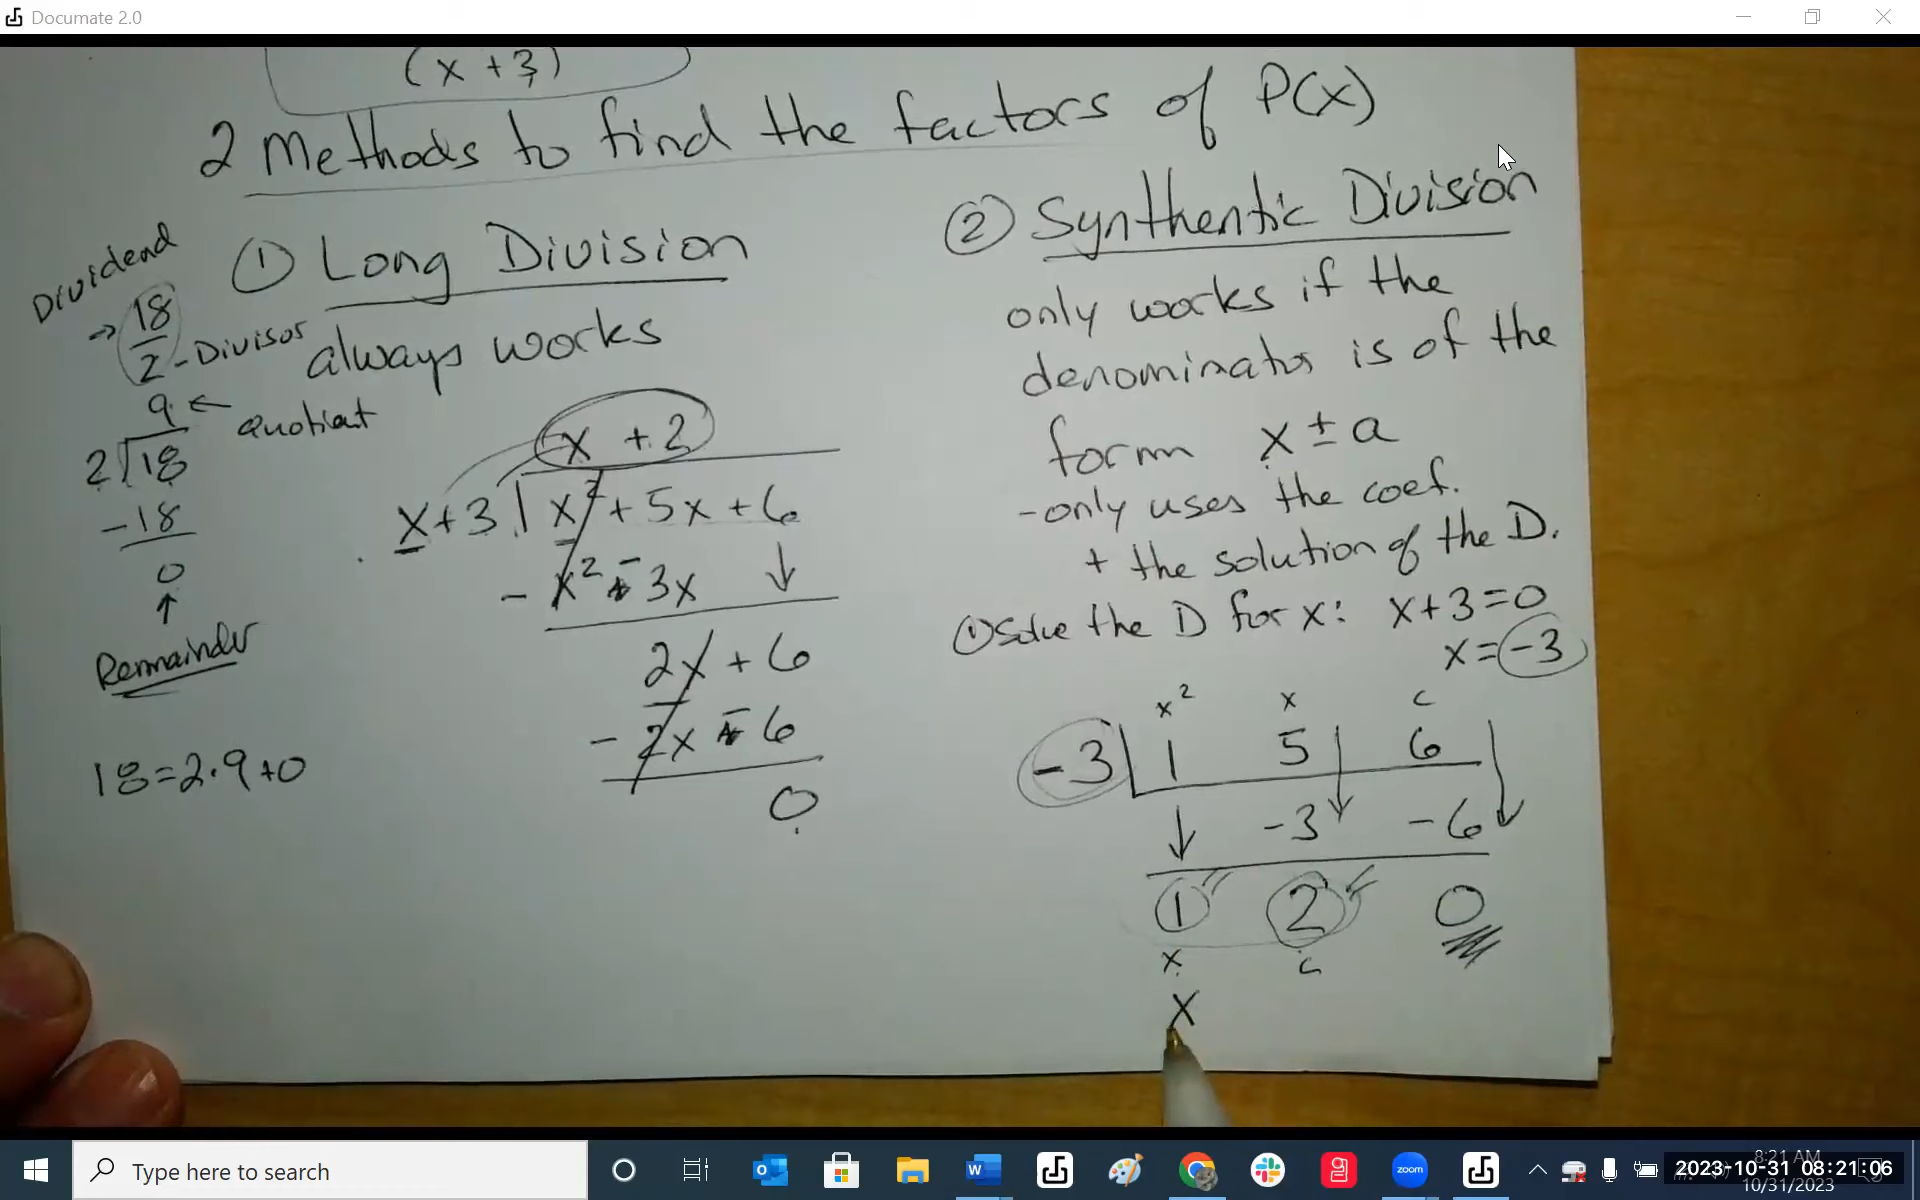 Documate 2.0
(x + 3)
2 Methods to find the factors of P(x)
Dividend
→ 18
2 - Divisor
9 ← Quotient
2 18
- 18
0
↑
Remainder
18 = 2 · 9 + 0
① Long Division
always works
x + 2
x + 3 x² + 5x + 6
- x² + 3x ↓
2x + 6
- 2x + 6
0
② Synthentic Division
only works if the
denominator is of the
form x ± a
- only uses the coef.
+ the solution of the D.
① Solve the D for x: x + 3 = 0
x = -3
x² x c
-3 1 5 6
↓ -3 -6
1 2 0
x c
x
Type here to search
zoom
8:21 AM
2023-10-31 08:21:06
10/31/2023